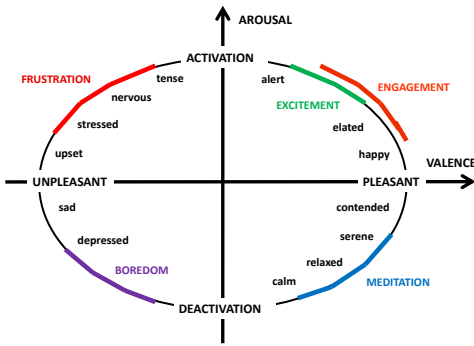 AROUSAL
ACTIVATION
FRUSTRATION
tense
alert
ENGAGEMENT
nervous
EXCITEMENT
stressed
elated
upset
happy
VALENCE
UNPLEASANT
PLEASANT
sad
contended
depressed
serene
BOREDOM
relaxed
calm
MEDITATION
DEACTIVATION